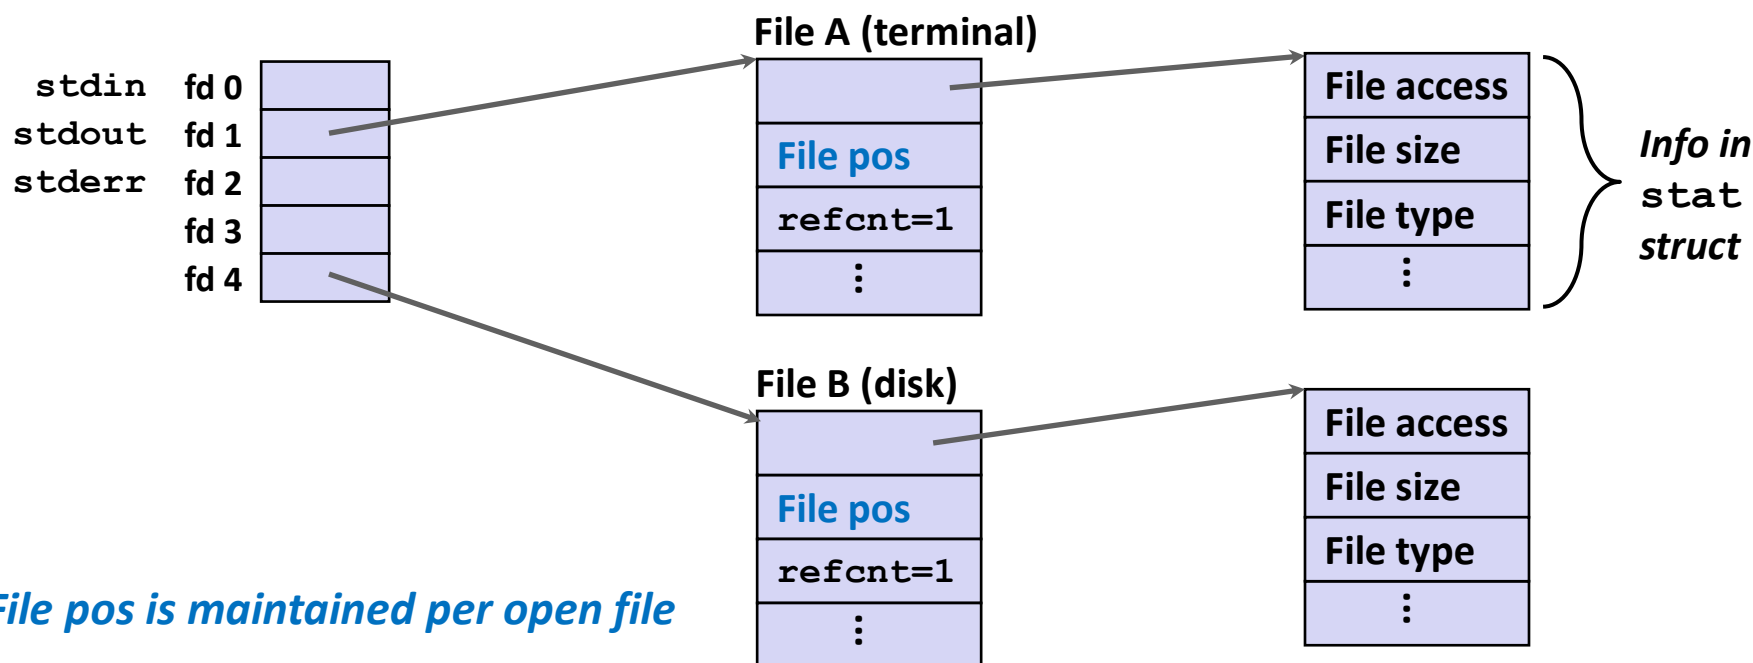 File A (terminal)
stdin fd 0
stdout fd 1
stderr fd 2
fd 3
fd 4
File pos
refcnt=1
⋮
File access
File size
File type
⋮
Info in
stat
struct
File B (disk)
File pos
refcnt=1
⋮
File access
File size
File type
⋮
File pos is maintained per open file